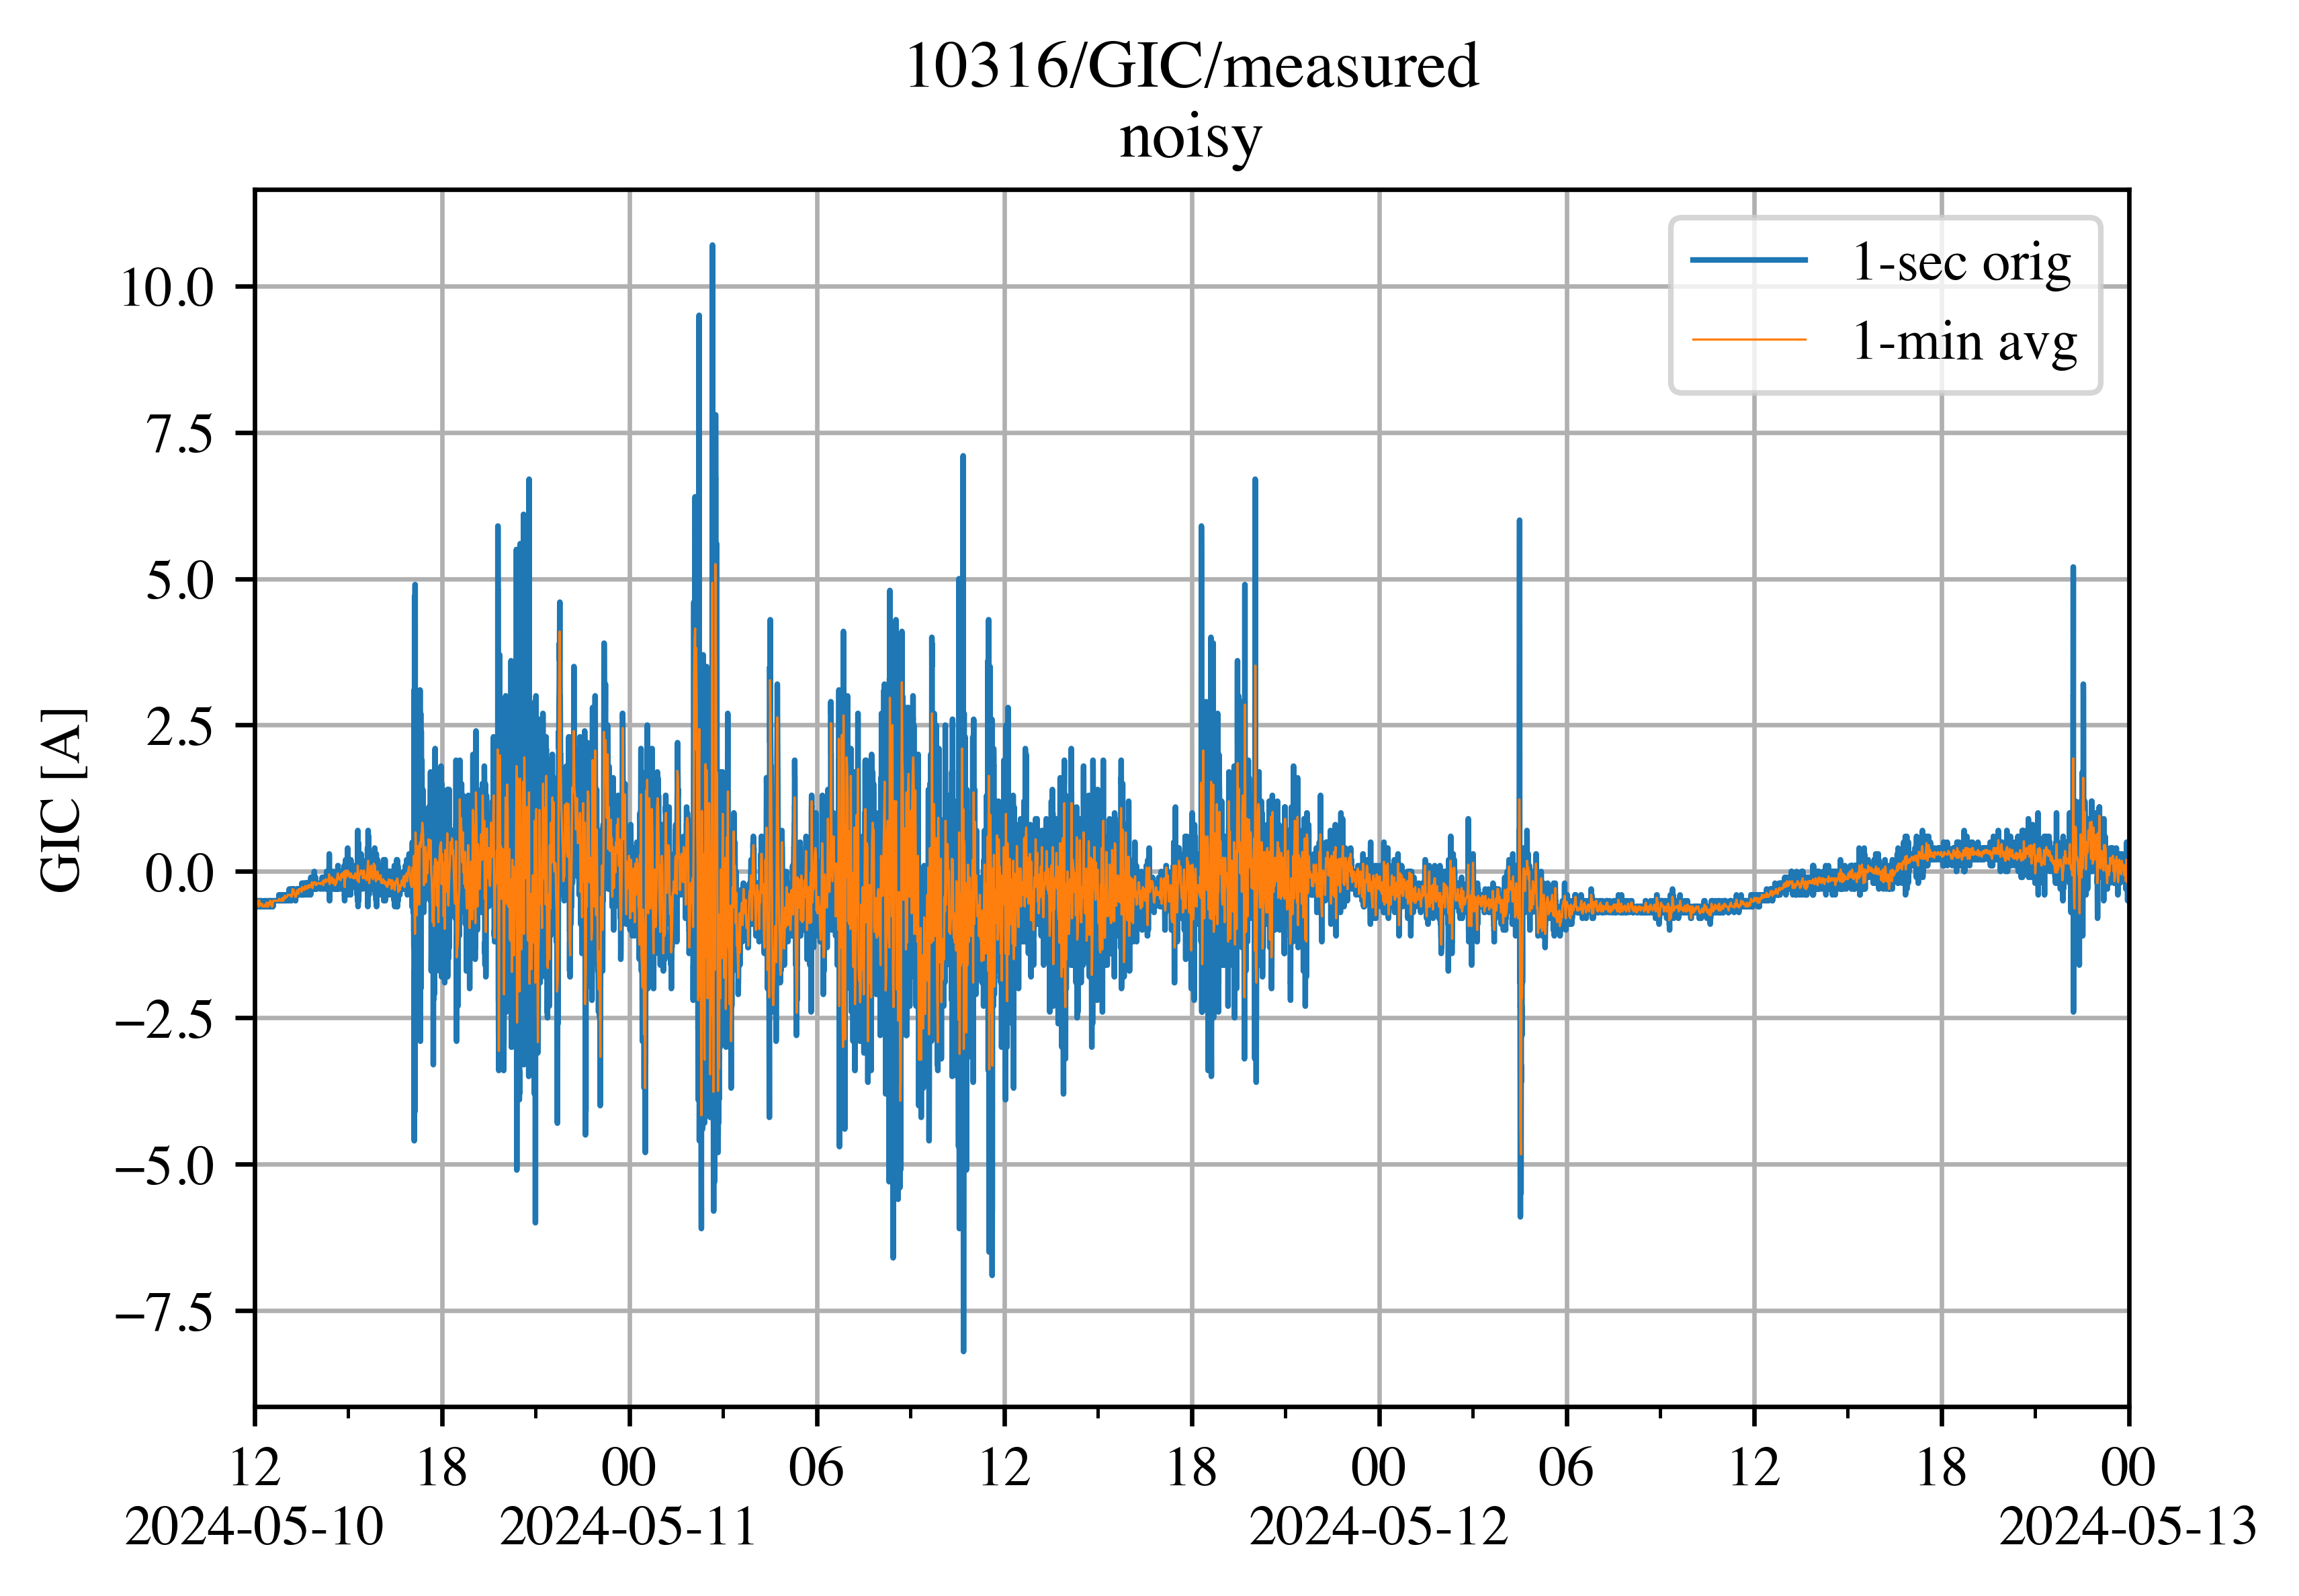 10316/GIC/measured
noisy
1-sec orig
1-min avg
GIC [A]
10.0
7.5
5.0
2.5
0.0
−2.5
−5.0
−7.5
12 18 00 06 12 18 00 06 12 18 00
2024-05-10 2024-05-11 2024-05-12 2024-05-13